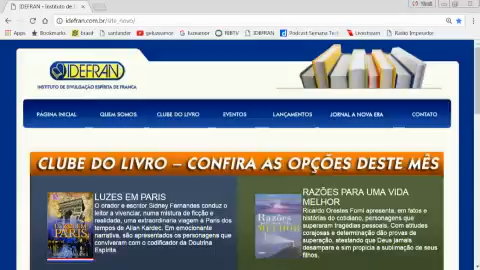 IDEFRAN - Instituto de
idefran.com.br/site_novo/
Apps
santander
brasf
IDEFRAN
INSTITUTO DE DIVULGAÇÃO ESPÍRITA DE FRANCA
PÁGINA INICIAL QUEM SOMOS CLUBE DO LIVRO EVENTOS LANÇAMENTOS JORNAL A NOVA ERA CONTATO
CLUBE DO LIVRO – CONFIRA AS OPÇÕES DESTE MÊS
LUZES EM PARIS
O orador e escritor Sidney Fernandes conduz o
leitor a vivenciar, numa mistura de ficção e
realidade, uma extraordinária viagem à Paris dos
tempos de Allan Kardec. Em emocionante
narrativa, são apresentados os personagens que
conviveram com o codificador da Doutrina
Espírita.
PARIS
RAZÕES PARA UMA VIDA
MELHOR
Ricardo Orestes Forni apresenta, em fatos e
histórias do cotidiano, personagens que
superaram tragédias pessoais. Com atitudes
corajosas e determinação dão provas de
superação, atestando que Deus jamais
desampara e sim propicia a sublimação de seus
filhos.
Razões
MELHOR